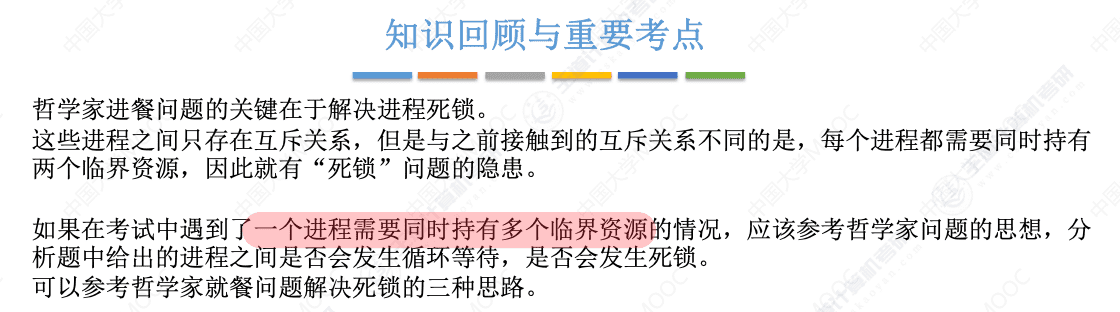 知识回顾与重要考点
哲学家进餐问题的关键在于解决进程死锁。
这些进程之间只存在互斥关系，但是与之前接触到的互斥关系不同的是，每个进程都需要同时持有
两个临界资源，因此就有“死锁”问题的隐患。
如果在考试中遇到了一个进程需要同时持有多个临界资源的情况，应该参考哲学家问题的思想，分
析题中给出的进程之间是否会发生循环等待，是否会发生死锁。
可以参考哲学家就餐问题解决死锁的三种思路。